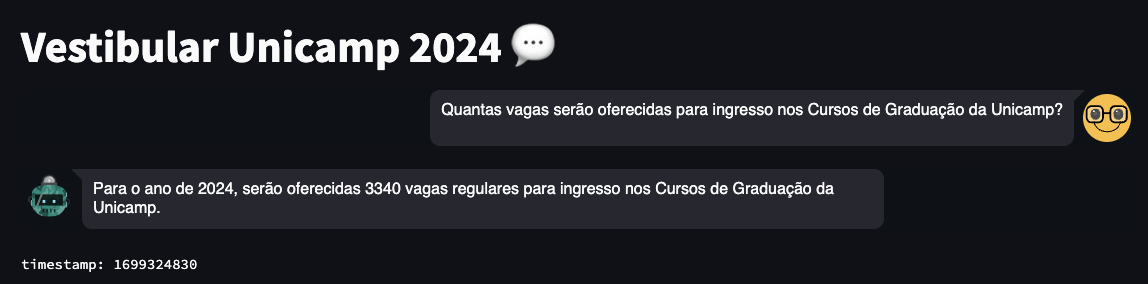 Vestibular Unicamp 2024 💬
Quantas vagas serão oferecidas para ingresso nos Cursos de Graduação da Unicamp?
Para o ano de 2024, serão oferecidas 3340 vagas regulares para ingresso nos Cursos de Graduação da
Unicamp.
timestamp: 1699324830